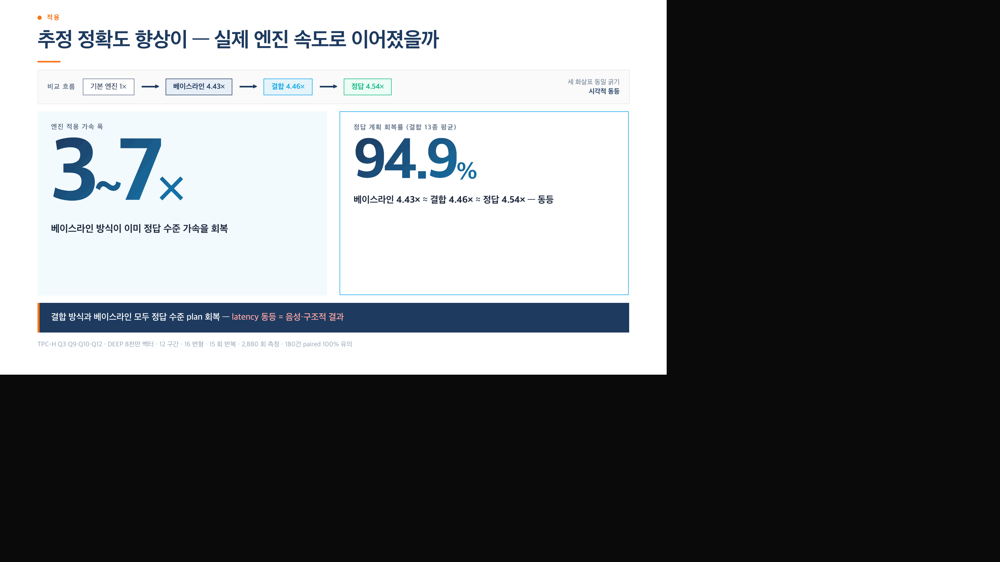 적용
추정 정확도 향상이 — 실제 엔진 속도로 이어졌을까
비교 흐름 기본 엔진 1× 베이스라인 4.43× 결합 4.46× 정답 4.54×
세 화살표 동일 굵기
시각적 동등
엔진 적용 가속 폭
3~7×
베이스라인 방식이 이미 정답 수준 가속을 회복
정답 계획 회복률 (결합 13종 평균)
94.9%
베이스라인 4.43× ≈ 결합 4.46× ≈ 정답 4.54× — 동등
결합 방식과 베이스라인 모두 정답 수준 plan 회복 — latency 동등 = 음성·구조적 결과
TPC-H Q3·Q9·Q10·Q12 · DEEP 8천만 벡터 · 12 구간 · 16 변형 · 15 회 반복 · 2,880 회 측정 · 180건 paired 100% 유의